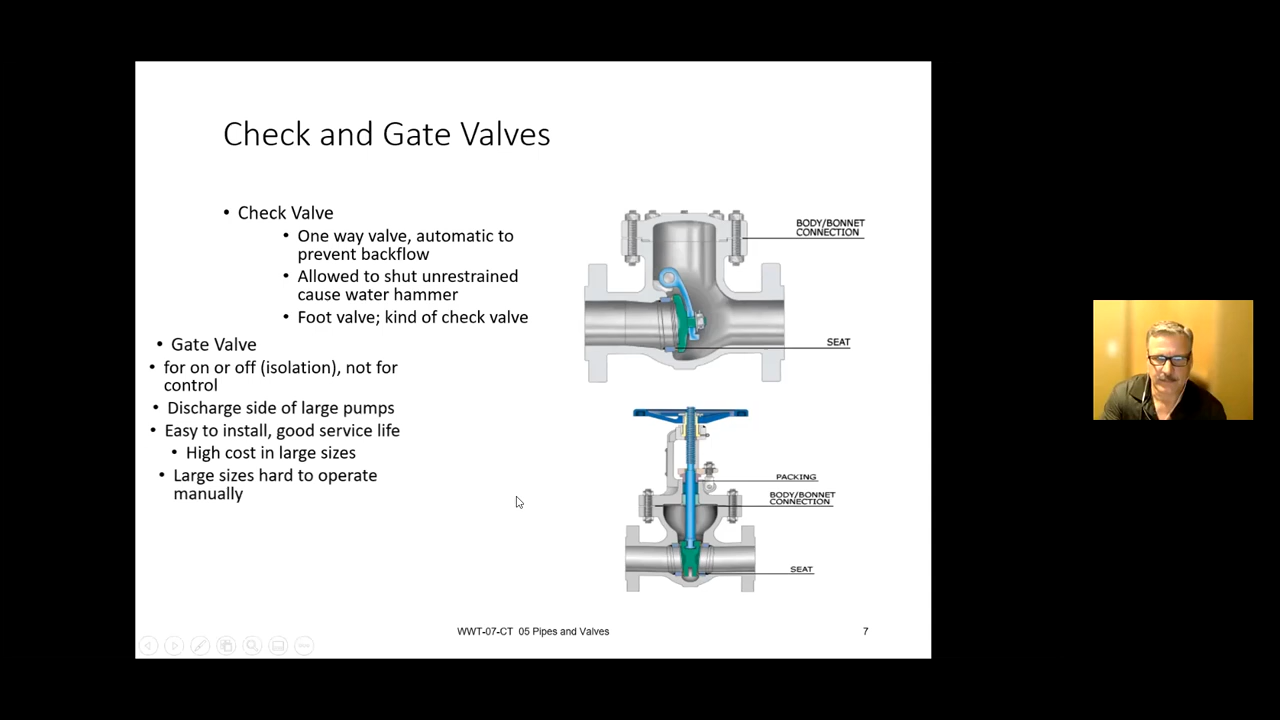 Check and Gate Valves
• Check Valve
• One way valve, automatic to
prevent backflow
• Allowed to shut unrestrained
cause water hammer
• Foot valve; kind of check valve
• Gate Valve
• for on or off (isolation), not for
control
• Discharge side of large pumps
• Easy to install, good service life
• High cost in large sizes
• Large sizes hard to operate
manually
BODY/BONNET
CONNECTION
SEAT
PACKING
BODY/BONNET
CONNECTION
SEAT
WWT-07-CT 05 Pipes and Valves
7